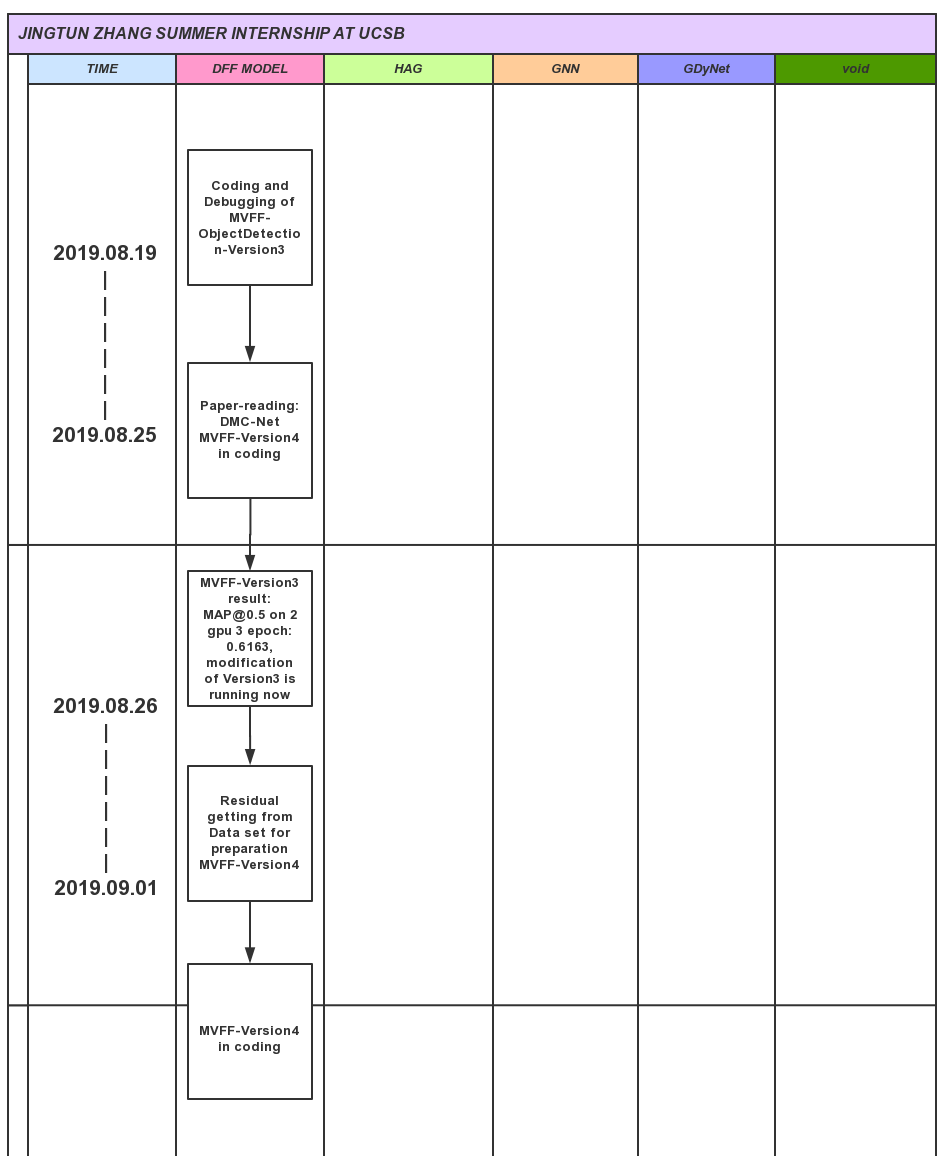 JINGTUN ZHANG SUMMER INTERNSHIP AT UCSB
TIME
DFF MODEL
HAG
GNN
GDyNet
void
2019.08.19
2019.08.25
Coding and
Debugging of
MVFF-
ObjectDetectio
n-Version3
Paper-reading:
DMC-Net
MVFF-Version4
in coding
2019.08.26
2019.09.01
MVFF-Version3
result:
MAP@0.5 on 2
gpu 3 epoch:
0.6163,
modification
of Version3 is
running now
Residual
getting from
Data set for
preparation
MVFF-Version4
MVFF-Version4
in coding